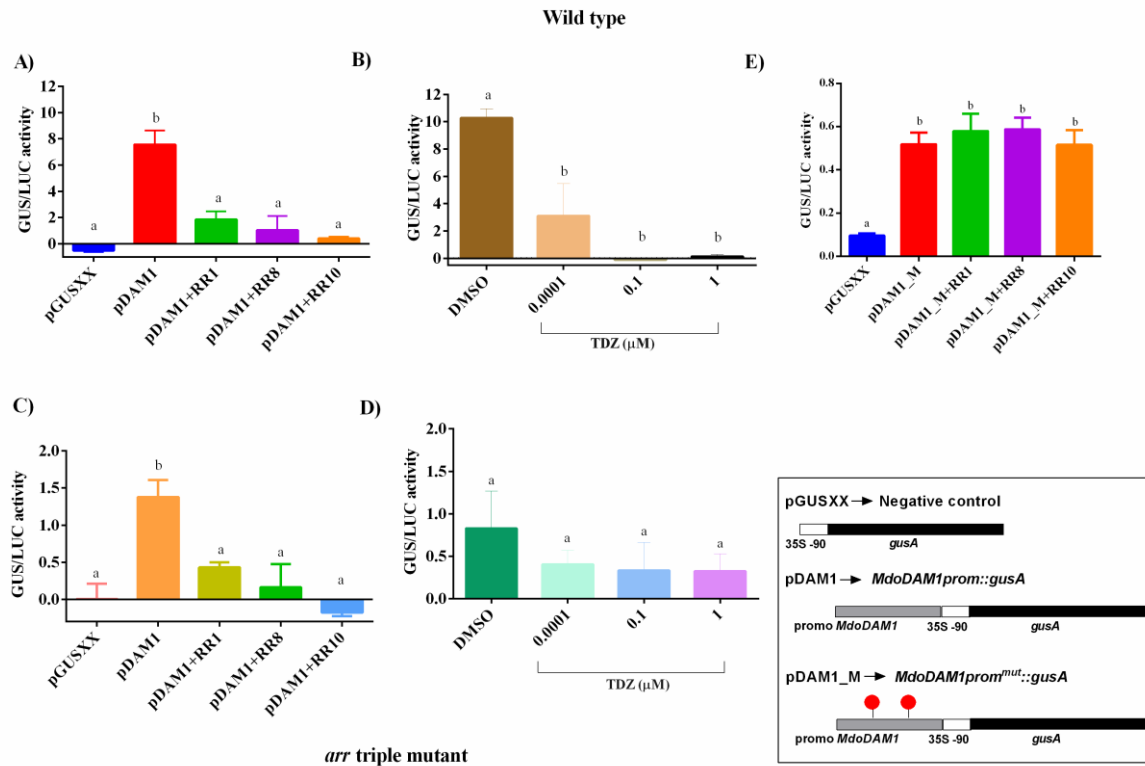 Wild type
A)
GUS/LUC activity
12
10
8
6
4
2
0
a
b
a
a
a
pGUSXX
pDAM1
pDAM1+RR1
pDAM1+RR8
pDAM1+RR10
B)
GUS/LUC activity
12
10
8
6
4
2
0
a
b
b
b
DMSO
0.0001
0.1
1
TDZ (µM)
E)
GUS/LUC activity
0.8
0.6
0.4
0.2
0.0
a
b
b
b
b
pGUSXX
pDAM1_M
pDAM1_M+RR1
pDAM1_M+RR8
pDAM1_M+RR10
C)
GUS/LUC activity
2.0
1.5
1.0
0.5
0.0
a
b
a
a
a
pGUSXX
pDAM1
pDAM1+RR1
pDAM1+RR8
pDAM1+RR10
D)
GUS/LUC activity
2.0
1.5
1.0
0.5
0.0
a
a
a
a
DMSO
0.0001
0.1
1
TDZ (µM)
pGUSXX → Negative control
35S -90 gusA
pDAM1 → MdoDAM1prom::gusA
promo MdoDAM1 35S -90 gusA
pDAM1_M → MdoDAM1prom^mut::gusA
promo MdoDAM1 35S -90 gusA
arr triple mutant